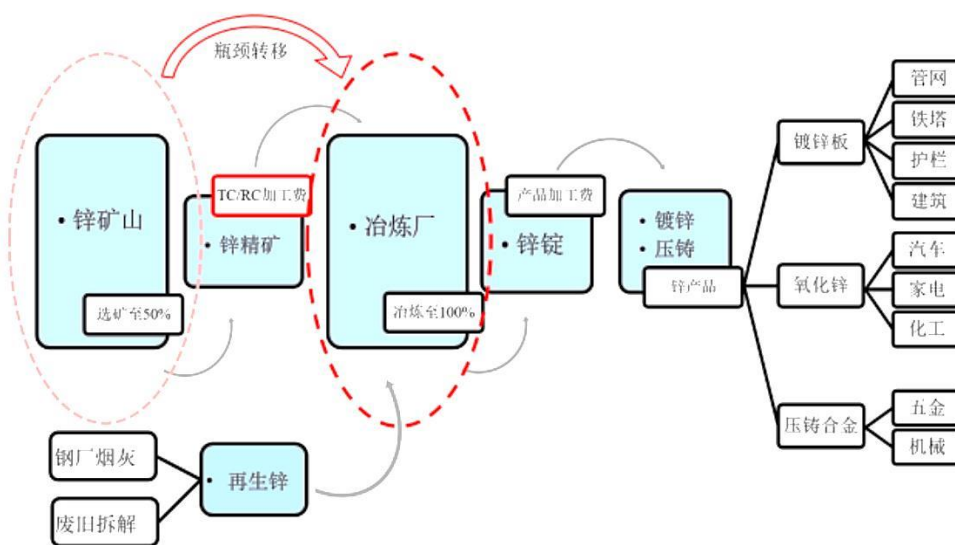 瓶颈转移
• 锌矿山
选矿至50%
TC/RC加工费
• 锌精矿
• 冶炼厂
冶炼至100%
产品加工费
• 锌锭
• 镀锌
• 压铸
锌产品
镀锌板
管网
铁塔
护栏
建筑
氧化锌
汽车
家电
化工
压铸合金
五金
机械
钢厂烟灰
废旧拆解
• 再生锌